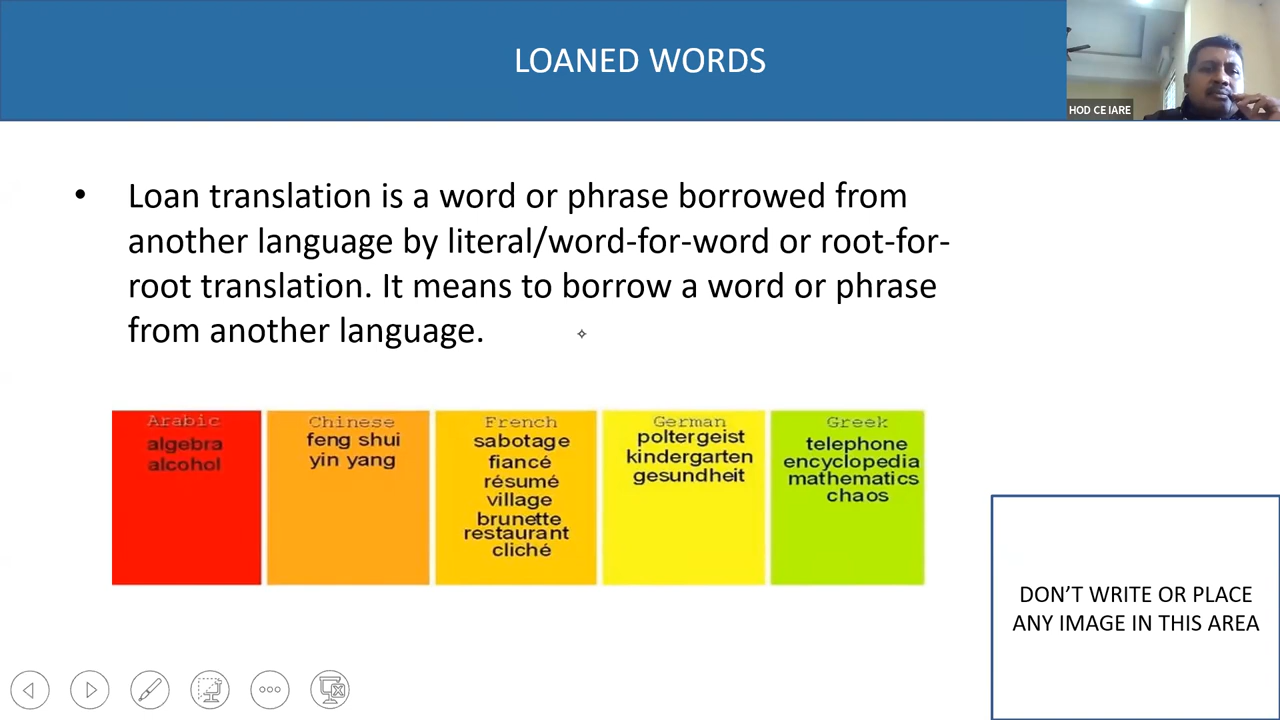 LOANED WORDS
HOD CE IARE
• Loan translation is a word or phrase borrowed from
another language by literal/word-for-word or root-for-
root translation. It means to borrow a word or phrase
from another language.
Arabic
algebra
alcohol
Chinese
feng shui
yin yang
French
sabotage
fiancé
résumé
village
brunette
restaurant
cliché
German
poltergeist
kindergarten
gesundheit
Greek
telephone
encyclopedia
mathematics
chaos
DON’T WRITE OR PLACE
ANY IMAGE IN THIS AREA